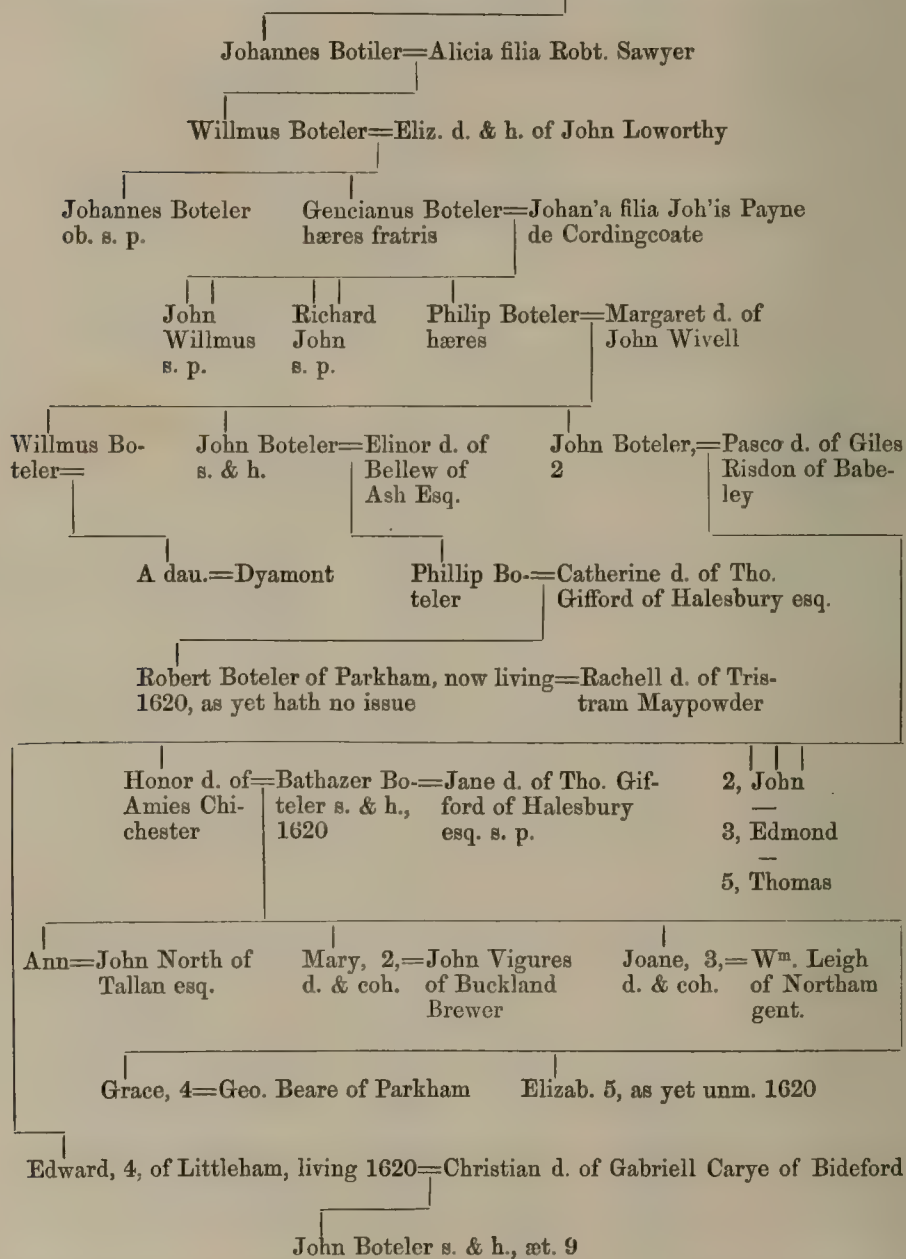 Johannes Botiler=Alicia filia Robt. Sawyer
Willmus Boteler=Eliz. d. & h. of John Loworthy
Johannes Boteler
ob. s. p.
Gencianus Boteler=Johan'a filia Joh'is Payne
hæres fratris
de Cordingcoate
John
Willmus
s. p.
Richard
John
s. p.
Philip Boteler=Margaret d. of
hæres
John Wivell
Willmus Bo-
teler=
John Boteler=Elinor d. of
s. & h.
Bellew of
Ash Esq.
John Boteler,=Pasco d. of Giles
2
Risdon of Babe-
ley
A dau.=Dyamont
Phillip Bo-=Catherine d. of Tho.
teler
Gifford of Halesbury esq.
Robert Boteler of Parkham, now living=Rachell d. of Tris-
1620, as yet hath no issue
tram Maypowder
Honor d. of=Bathazer Bo-=Jane d. of Tho. Gif-
Amies Chi-
chester
teler s. & h.,
1620
ford of Halesbury
esq. s. p.
2, John
—
3, Edmond
—
5, Thomas
Ann=John North of
Tallan esq.
Mary, 2,=John Vigures
d. & coh.
of Buckland
Brewer
Joane, 3,=Wm. Leigh
d. & coh.
of Northam
gent.
Grace, 4=Geo. Beare of Parkham
Elizab. 5, as yet unm. 1620
Edward, 4, of Littleham, living 1620=Christian d. of Gabriell Carye of Bideford
John Boteler s. & h., æt. 9